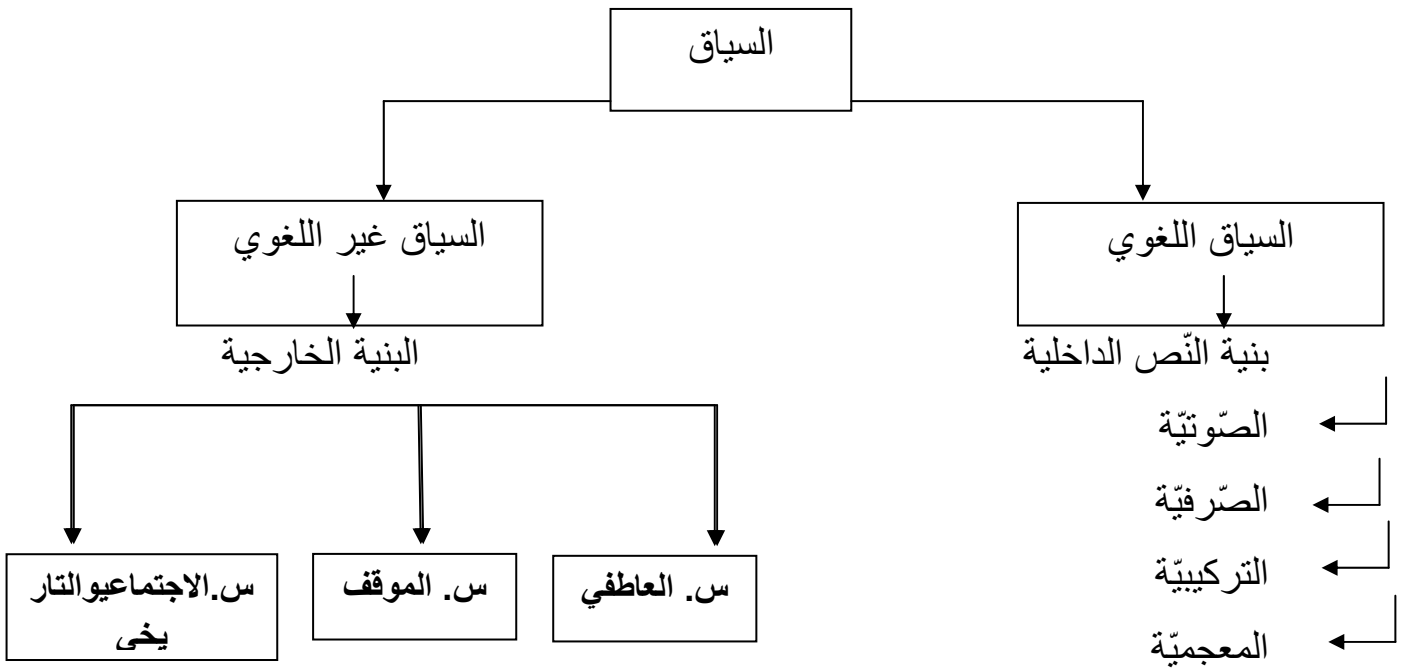 السياق
السياق اللغوي
السياق غير اللغوي
بنية النّص الداخلية
البنية الخارجية
الصّوتيّة
الصّرفيّة
التركيبيّة
المعجميّة
س. العاطفي
س. الموقف
س.الاجتماعيوالتار
يخي